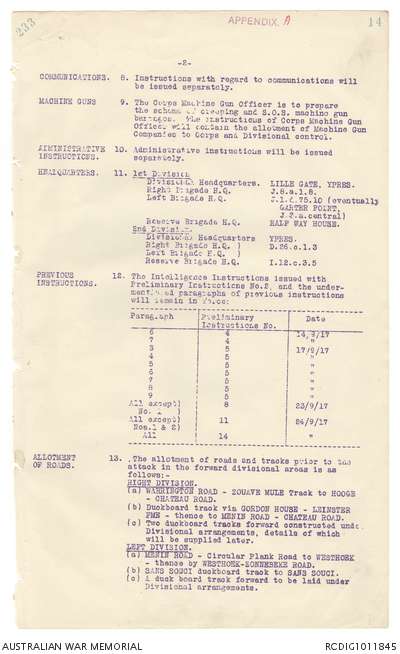 233
APPENDIX. A
14
-2-
COMMUNICATIONS. 8. Instructions with regard to communications will
be issued separately.
MACHINE GUNS 9. The Corps Machine Gun Officer is to prepare
the scheme of creeping and S.O.S. machine gun
barrages. The instructions of Corps Machine Gun
Officer will contain the allotment of Machine Gun
Companies to Corps and Divisional control.
ADMINISTRATIVE 10. Administrative instructions will be issued
INSTRUCTIONS. separately.
HEADQUARTERS. 11. 1st Division
Divisional Headquarters. LILLE GATE, YPRES.
Right Brigade H.Q. J.8.a.1.8.
Left Brigade H.Q. (eventually
GARTER POINT,
central)
Reserve Brigade H.Q. HALF WAY HOUSE.
2nd Division.
Divisional Headquarters YPRES.
Right Brigade H.Q. ) D.26.c.1.3
Left Brigade H.Q. )
Reserve Brigade H.Q. I.12.c.3.5
PREVIOUS 12. The Intelligence Instructions issued with
INSTRUCTIONS. Preliminary Instructions No.2, and the under-
mentioned paragraphs of previous instructions
will remain in force:
Paragraph Preliminary Date
Instructions No.
6 4 14/9/17
7 4 "
3 5 17/9/17
4 5 "
5 5 "
6 5 "
7 5 "
8 5 "
9 5 "
All except) 8 23/9/17
No. 1 )
All except) 11 24/9/17
Nos.1 & 2)
All 14 "
ALLOTMENT 13. The allotment of roads and tracks prior to the
OF ROADS. attack in the forward divisional areas is as
follows:-
RIGHT DIVISION.
(a) WARRINGTON ROAD - ZOUAVE MULE Track to HOOGE
- CHATEAU ROAD.
(b) Duckboard track via GORDON HOUSE - LEINSTER
FME - thence to MENIN ROAD - CHATEAU ROAD.
(c) Two duckboard tracks forward constructed under
Divisional arrangements, details of which
will be supplied later.
LEFT DIVISION.
(a) MENIN ROAD - Circular Plank Road to WESTHOEK
- thence by WESTHOEK-ZONNEBEKE ROAD.
(b) SANS SOUCI duckboard track to SANS SOUCI.
(c) A duck board track forward to be laid under
Divisional arrangements.
AUSTRALIAN WAR MEMORIAL
RCDIG1011845